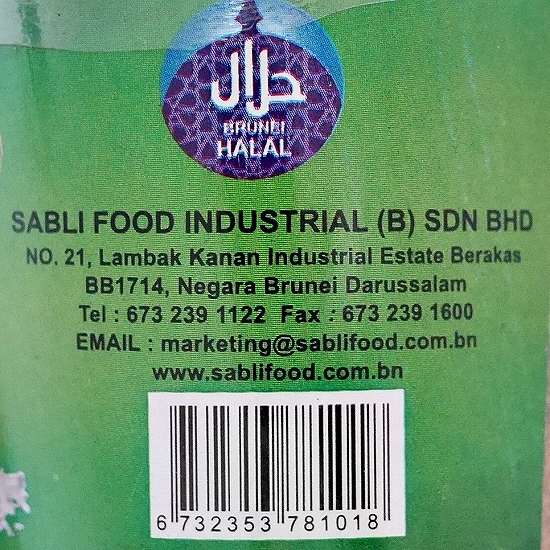 حلال
BRUNEI
HALAL
SABLI FOOD INDUSTRIAL (B) SDN BHD
NO. 21, Lambak Kanan Industrial Estate Berakas
BB1714, Negara Brunei Darussalam
Tel : 673 239 1122 Fax : 673 239 1600
EMAIL : marketing@sablifood.com.bn
www.sablifood.com.bn
6 732353 781018